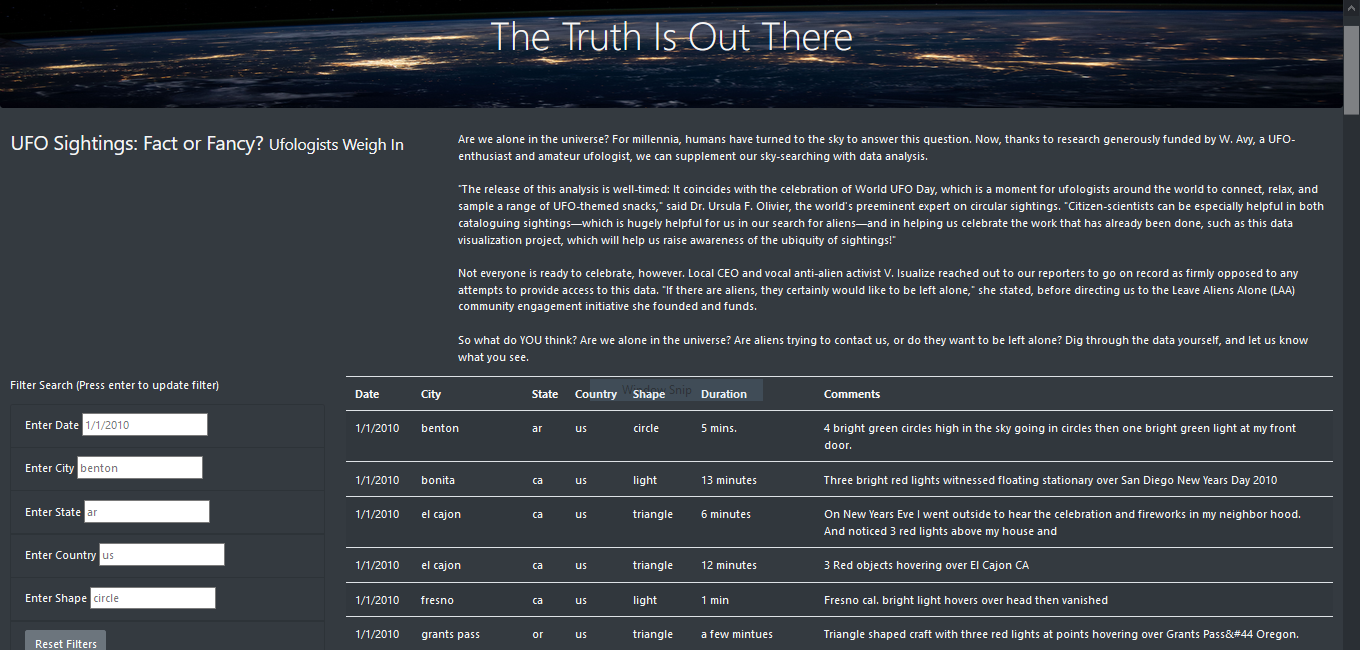 The Truth Is Out There
UFO Sightings: Fact or Fancy? Ufologists Weigh In
Are we alone in the universe? For millennia, humans have turned to the sky to answer this question. Now, thanks to research generously funded by W. Avy, a UFO-
enthusiast and amateur ufologist, we can supplement our sky-searching with data analysis.
"The release of this analysis is well-timed: It coincides with the celebration of World UFO Day, which is a moment for ufologists around the world to connect, relax, and
sample a range of UFO-themed snacks," said Dr. Ursula F. Olivier, the world's preeminent expert on circular sightings. "Citizen-scientists can be especially helpful in both
cataloguing sightings—which is hugely helpful for us in our search for aliens—and in helping us celebrate the work that has already been done, such as this data
visualization project, which will help us raise awareness of the ubiquity of sightings!"
Not everyone is ready to celebrate, however. Local CEO and vocal anti-alien activist V. Isualize reached out to our reporters to go on record as firmly opposed to any
attempts to provide access to this data. "If there are aliens, they certainly would like to be left alone," she stated, before directing us to the Leave Aliens Alone (LAA)
community engagement initiative she founded and funds.
So what do YOU think? Are we alone in the universe? Are aliens trying to contact us, or do they want to be left alone? Dig through the data yourself, and let us know
what you see.
Filter Search (Press enter to update filter)
Enter Date 1/1/2010
Enter City benton
Enter State ar
Enter Country us
Enter Shape circle
Reset Filters
Window Snip
Date City State Country Shape Duration Comments
1/1/2010 benton ar us circle 5 mins. 4 bright green circles high in the sky going in circles then one bright green light at my front
door.
1/1/2010 bonita ca us light 13 minutes Three bright red lights witnessed floating stationary over San Diego New Years Day 2010
1/1/2010 el cajon ca us triangle 6 minutes On New Years Eve I went outside to hear the celebration and fireworks in my neighbor hood.
And noticed 3 red lights above my house and
1/1/2010 el cajon ca us triangle 12 minutes 3 Red objects hovering over El Cajon CA
1/1/2010 fresno ca us light 1 min Fresno cal. bright light hovers over head then vanished
1/1/2010 grants pass or us triangle a few mintues Triangle shaped craft with three red lights at points hovering over Grants Pass&#44 Oregon.